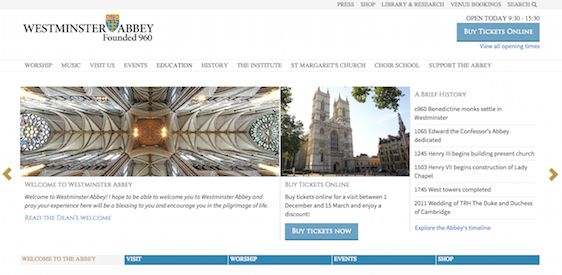 PRESS SHOP LIBRARY & RESEARCH VENUE BOOKINGS SEARCH
WESTMINSTER ABBEY
Founded 960
OPEN TODAY 9:30 - 15:30
BUY TICKETS ONLINE
View all opening times
WORSHIP MUSIC VISIT US EVENTS EDUCATION HISTORY THE INSTITUTE ST MARGARET'S CHURCH CHOIR SCHOOL SUPPORT THE ABBEY
WELCOME TO WESTMINSTER ABBEY
Welcome to Westminster Abbey! I hope to be able to welcome you to Westminster Abbey and
pray your experience here will be a blessing to you and encourage you in the pilgrimage of life.
READ THE DEAN'S WELCOME
BUY TICKETS ONLINE
Buy tickets online for a visit between 1
December and 15 March and enjoy a
discount!
BUY TICKETS NOW
A BRIEF HISTORY
c960 Benedictine monks settle in
Westminster
1065 Edward the Confessor's Abbey
dedicated
1245 Henry III begins building present church
1503 Henry VII begins construction of Lady
Chapel
1745 West towers completed
2011 Wedding of TRH The Duke and Duchess
of Cambridge
Explore the Abbey's timeline
WELCOME TO THE ABBEY VISIT WORSHIP EVENTS SHOP